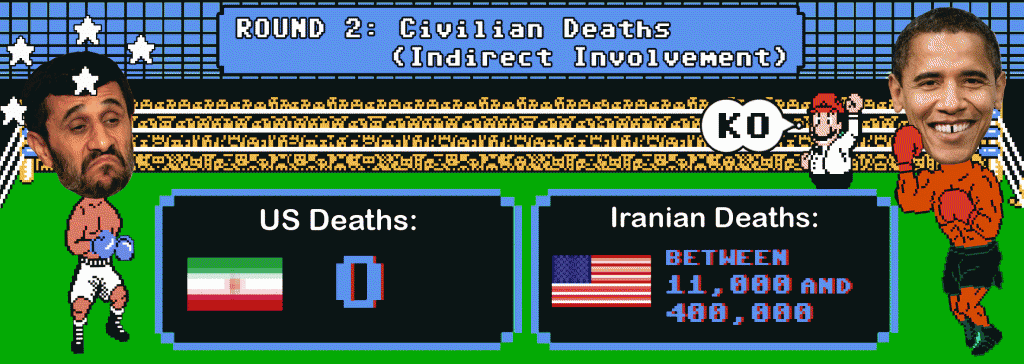 ROUND 2: Civilian Deaths
(Indirect Involvement)
KO
US Deaths:
0
Iranian Deaths:
BETWEEN
11,000 AND
400,000